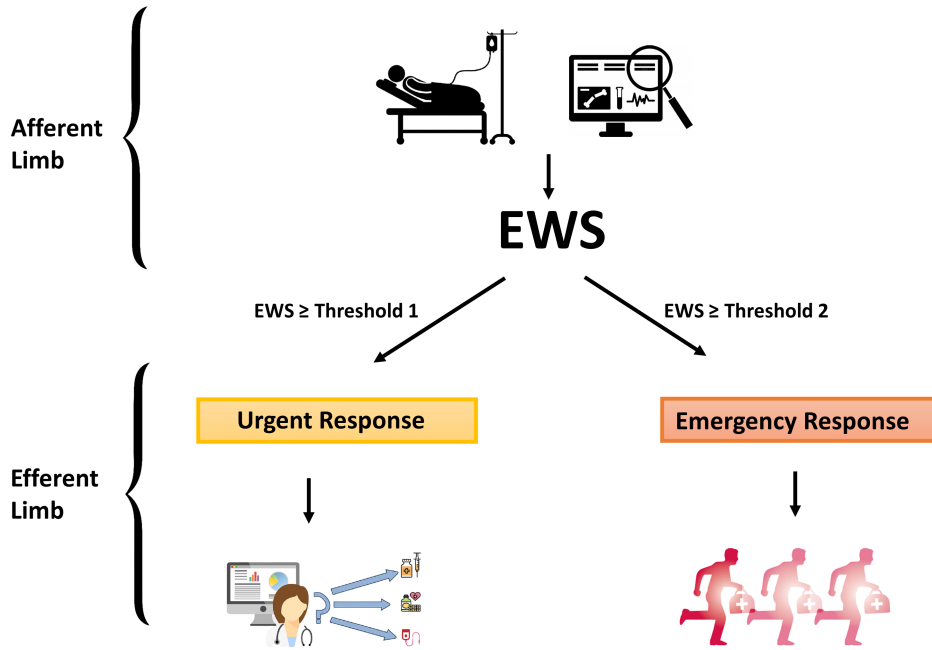 Afferent
Limb
EWS
EWS ≥ Threshold 1
EWS ≥ Threshold 2
Urgent Response
Emergency Response
Efferent
Limb